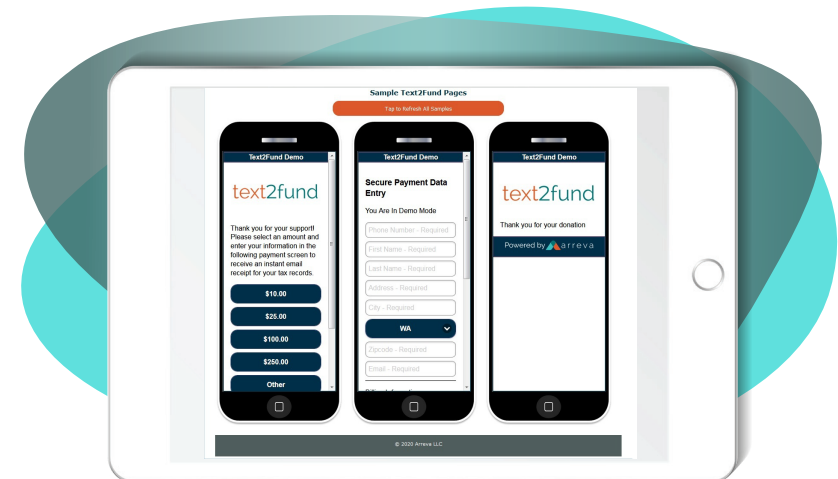 Sample Text2Fund Pages
Tap to Refresh All Samples
Text2Fund Demo
text2fund
Thank you for your support!
Please select an amount and
enter your information in the
following payment screen to
receive an instant email
receipt for your tax records.
$10.00
$25.00
$100.00
$250.00
Other
Text2Fund Demo
Secure Payment Data
Entry
You Are In Demo Mode
Phone Number - Required
First Name - Required
Last Name - Required
Address - Required
City - Required
WA
Zipcode - Required
Email - Required
Text2Fund Demo
text2fund
Thank you for your donation
Powered by arreva
© 2020 Arreva LLC